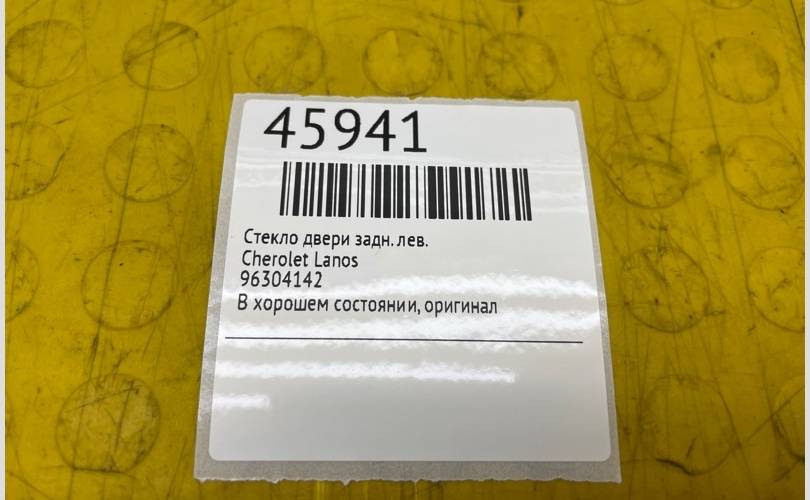 45941
Стекло двери задн. лев.
Cherolet Lanos
96304142
В хорошем состоянии, оригинал